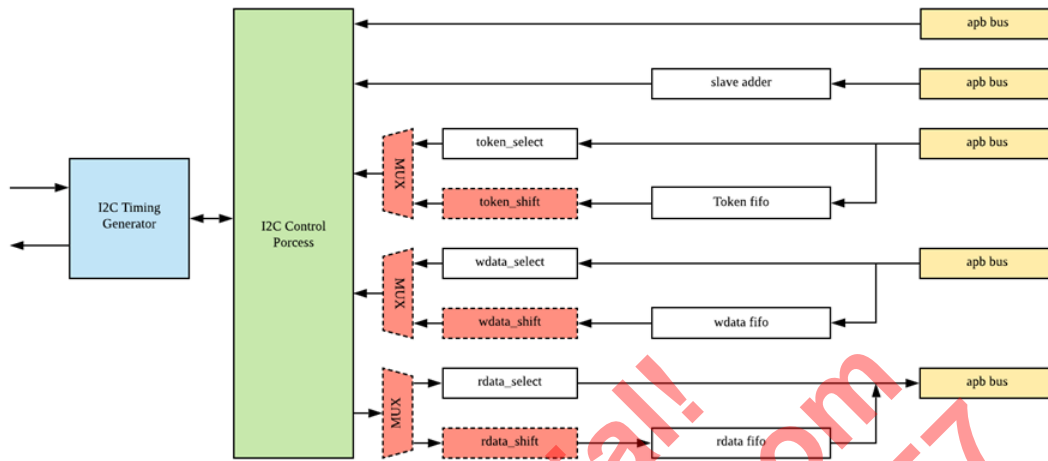 apb bus
slave adder
apb bus
token_select
apb bus
MUX
token_shift
Token fifo
I2C Timing
Generator
I2C Control
Porcess
wdata_select
apb bus
MUX
wdata_shift
wdata fifo
rdata_select
apb bus
MUX
rdata_shift
rdata fifo